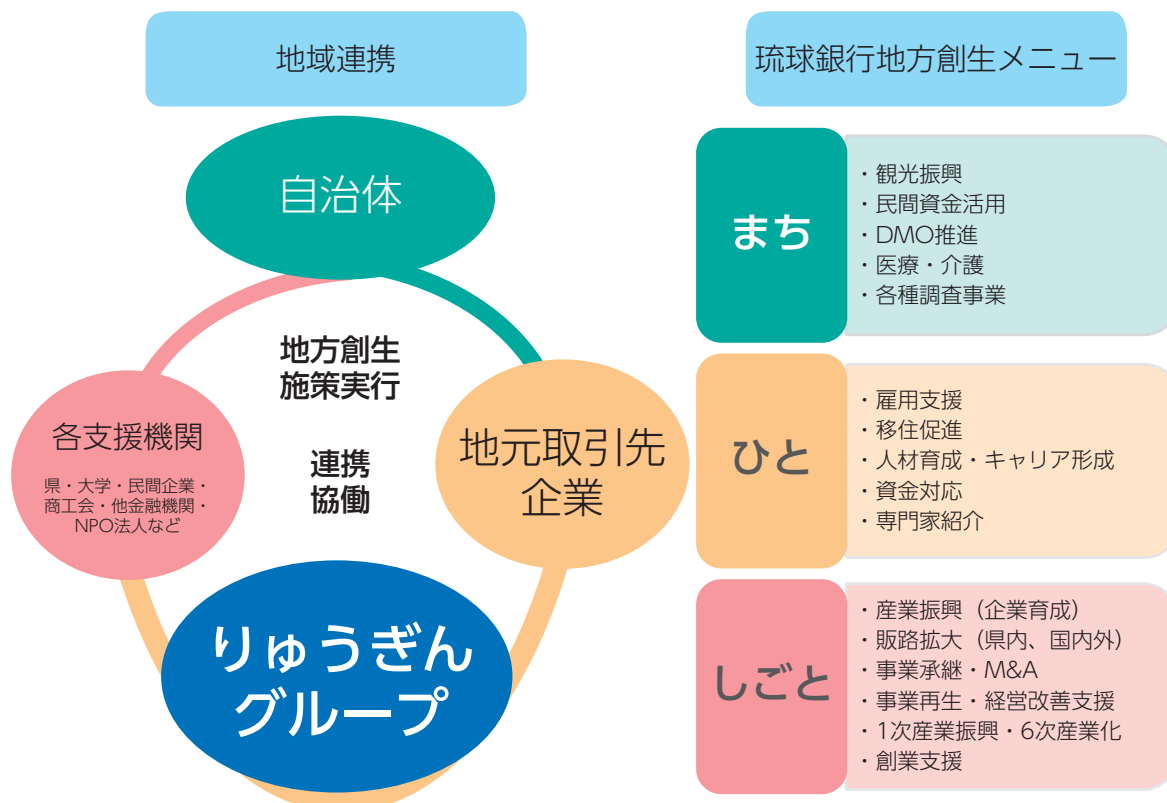 地域連携
自治体
地方創生
施策実行
連携
協働
各支援機関
県・大学・民間企業・
商工会・他金融機関・
NPO法人など
地元取引先
企業
りゅうぎん
グループ
琉球銀行地方創生メニュー
まち
・観光振興
・民間資金活用
・DMO推進
・医療・介護
・各種調査事業
ひと
・雇用支援
・移住促進
・人材育成・キャリア形成
・資金対応
・専門家紹介
しごと
・産業振興（企業育成）
・販路拡大（県内、国内外）
・事業承継・M&A
・事業再生・経営改善支援
・1次産業振興・6次産業化
・創業支援